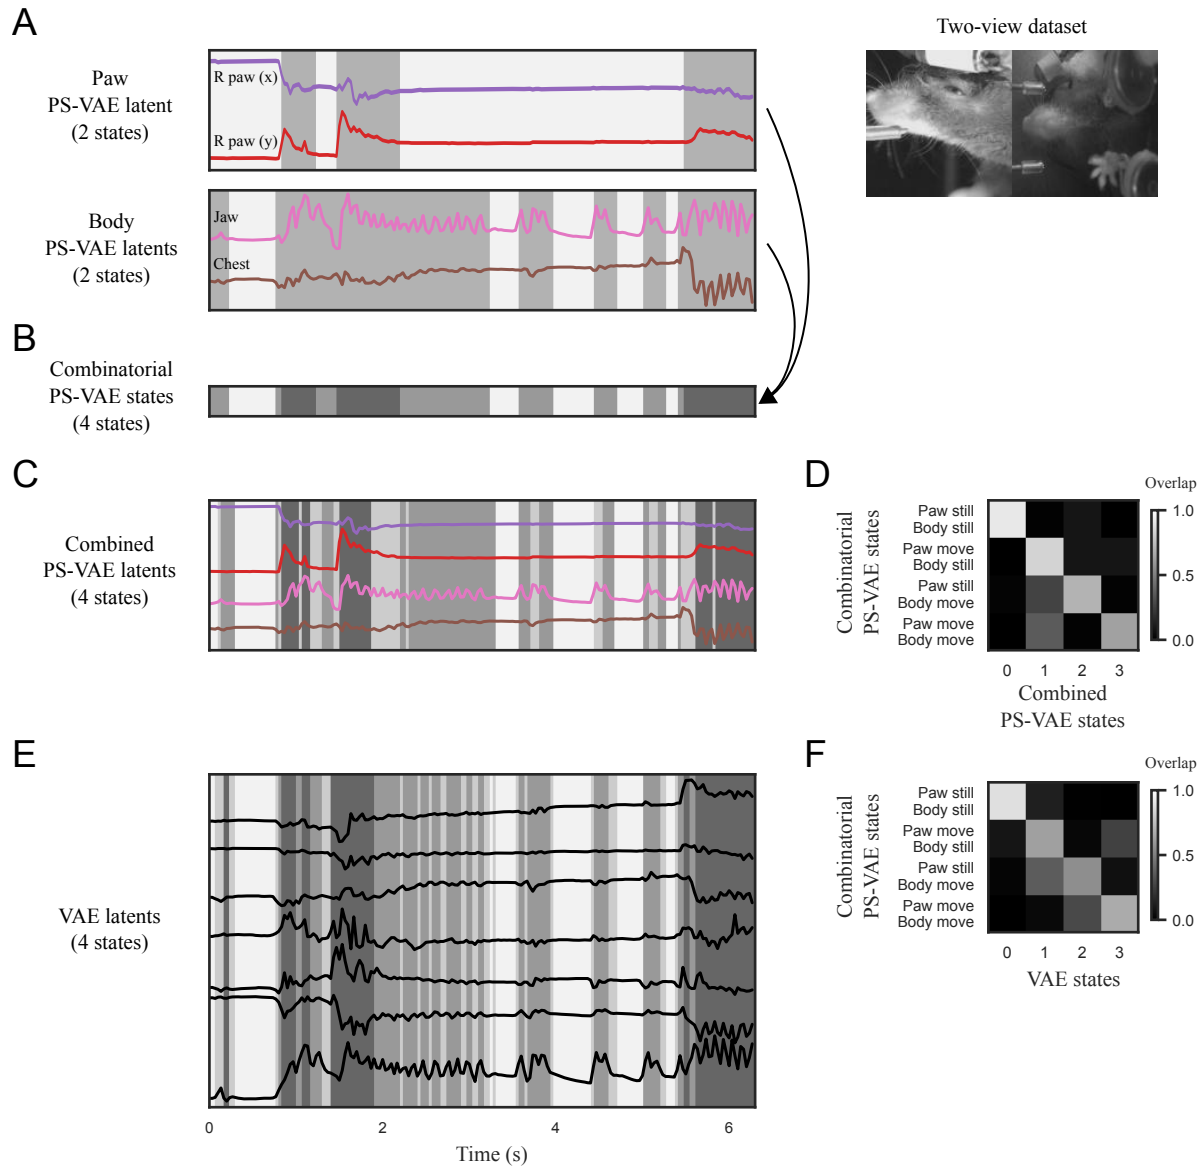 A
Two-view dataset
Paw
PS-VAE latent
(2 states)
R paw (x)
R paw (y)
Body
PS-VAE latents
(2 states)
Jaw
Chest
B
Combinatorial
PS-VAE states
(4 states)
C
Combined
PS-VAE latents
(4 states)
D
Overlap
Combinatorial
PS-VAE states
Paw still
Body still
Paw move
Body still
Paw still
Body move
Paw move
Body move
1.0
0.5
0.0
0 1 2 3
Combined
PS-VAE states
E
VAE latents
(4 states)
0 2 4 6
Time (s)
F
Overlap
Combinatorial
PS-VAE states
Paw still
Body still
Paw move
Body still
Paw still
Body move
Paw move
Body move
1.0
0.5
0.0
0 1 2 3
VAE states